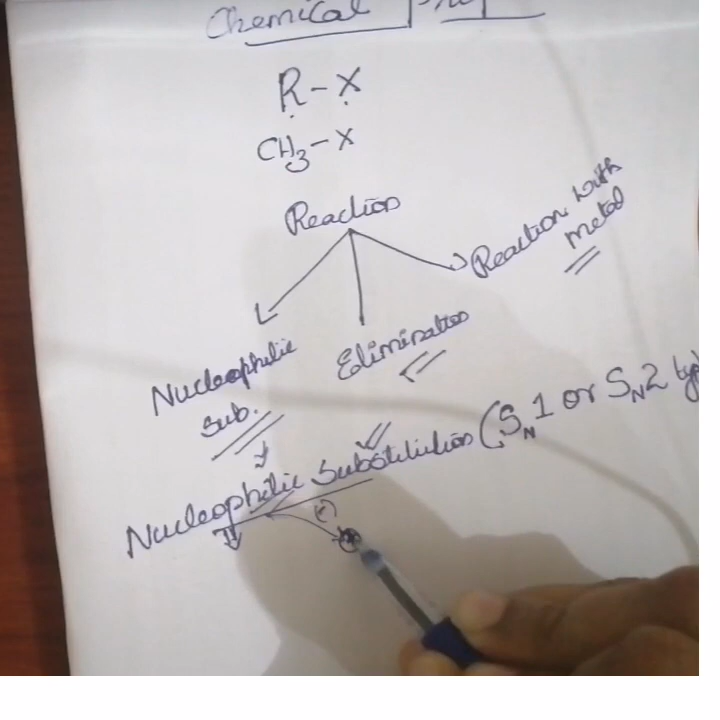 Chemical
R-X
CH3-X
Reaction
Reaction with
metal
Nucleophilic
sub.
Elimination
Nucleophilic Substitution (SN1 or SN2